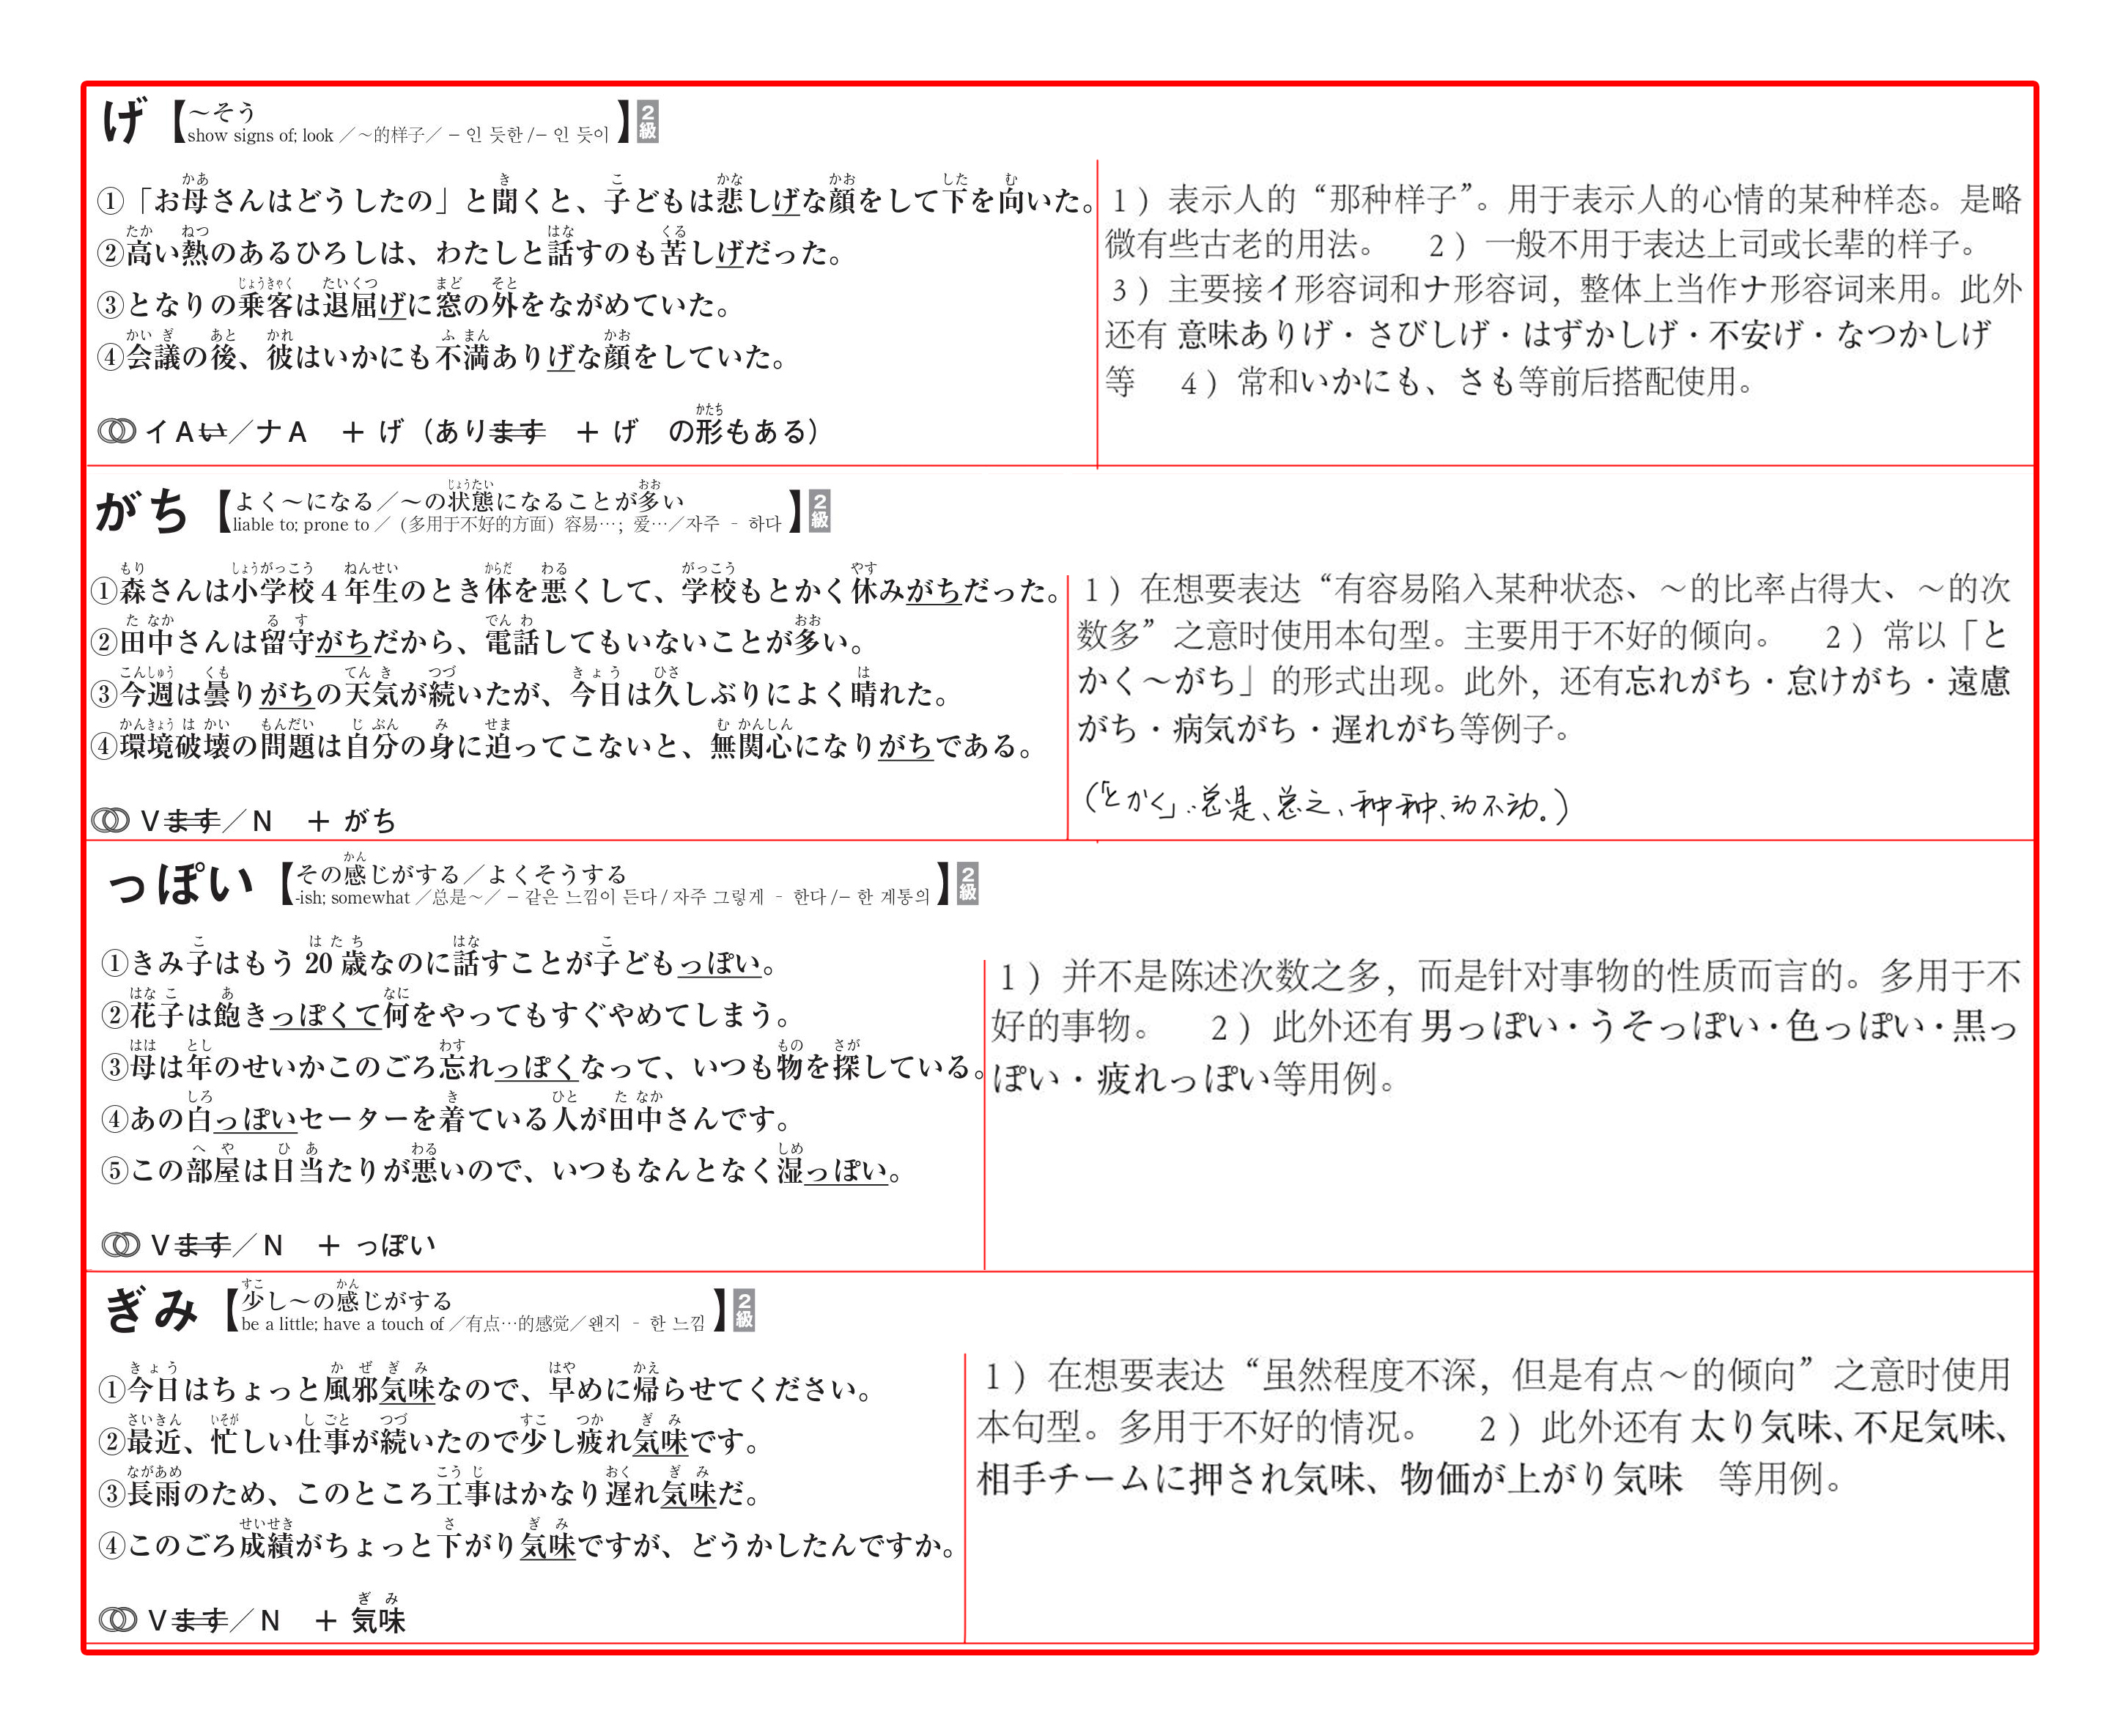 げ【～そう
show signs of; look／～的样子／－인 듯한/－인 듯이】2級
①「お母さんはどうしたの」と聞くと、子どもは悲しげな顔をして下を向いた。
②高い熱のあるひろしは、わたしと話すのも苦しげだった。
③となりの乗客は退屈げに窓の外をながめていた。
④会議の後、彼はいかにも不満ありげな顔をしていた。
イAい／ナA　＋げ（あります　＋げ　の形もある）
1）表示人的“那种样子”。用于表示人的心情的某种样态。是略
微有些古老的用法。　2）一般不用于表达上司或长辈的样子。
3）主要接イ形容词和ナ形容词，整体上当作ナ形容词来用。此外
还有 意味ありげ・さびしげ・はずかしげ・不安げ・なつかしげ
等　4）常和いかにも、さも等前后搭配使用。
がち【よく～になる／～の状態になることが多い
liable to; prone to／（多用于不好的方面）容易…；爱…／자주 - 하다】2級
①森さんは小学校4年生のとき体を悪くして、学校もとかく休みがちだった。
②田中さんは留守がちだから、電話してもいないことが多い。
③今週は曇りがちの天気が続いたが、今日は久しぶりによく晴れた。
④環境破壊の問題は自分の身に迫ってこないと、無関心になりがちである。
Vます／N　＋がち
1）在想要表达“有容易陷入某种状态、～的比率占得大、～的次
数多”之意时使用本句型。主要用于不好的倾向。　2）常以「と
かく～がち」的形式出现。此外，还有忘れがち・怠けがち・遠慮
がち・病気がち・遅れがち等例子。
（「とかく」：总是、总之、种种、动不动。）
っぽい【その感じがする／よくそうする
-ish; somewhat／总是～／－같은 느낌이 든다/자주 그렇게 - 한다/－한 계통의】2級
①きみ子はもう20歳なのに話すことが子どもっぽい。
②花子は飽きっぽくて何をやってもすぐやめてしまう。
③母は年のせいかこのごろ忘れっぽくなって、いつも物を探している。
④あの白っぽいセーターを着ている人が田中さんです。
⑤この部屋は日当たりが悪いので、いつもなんとなく湿っぽい。
Vます／N　＋っぽい
1）并不是陈述次数之多，而是针对事物的性质而言的。多用于不
好的事物。　2）此外还有 男っぽい・うそっぽい・色っぽい・黒っ
ぽい・疲れっぽい等用例。
ぎみ【少し～の感じがする
be a little; have a touch of／有点…的感觉／왠지 - 한 느낌】2級
①今日はちょっと風邪気味なので、早めに帰らせてください。
②最近、忙しい仕事が続いたので少し疲れ気味です。
③長雨のため、このところ工事はかなり遅れ気味だ。
④このごろ成績がちょっと下がり気味ですが、どうかしたんですか。
Vます／N　＋気味
1）在想要表达“虽然程度不深，但是有点～的倾向”之意时使用
本句型。多用于不好的情况。　2）此外还有 太り気味、不足気味、
相手チームに押され気味、物価が上がり気味　等用例。